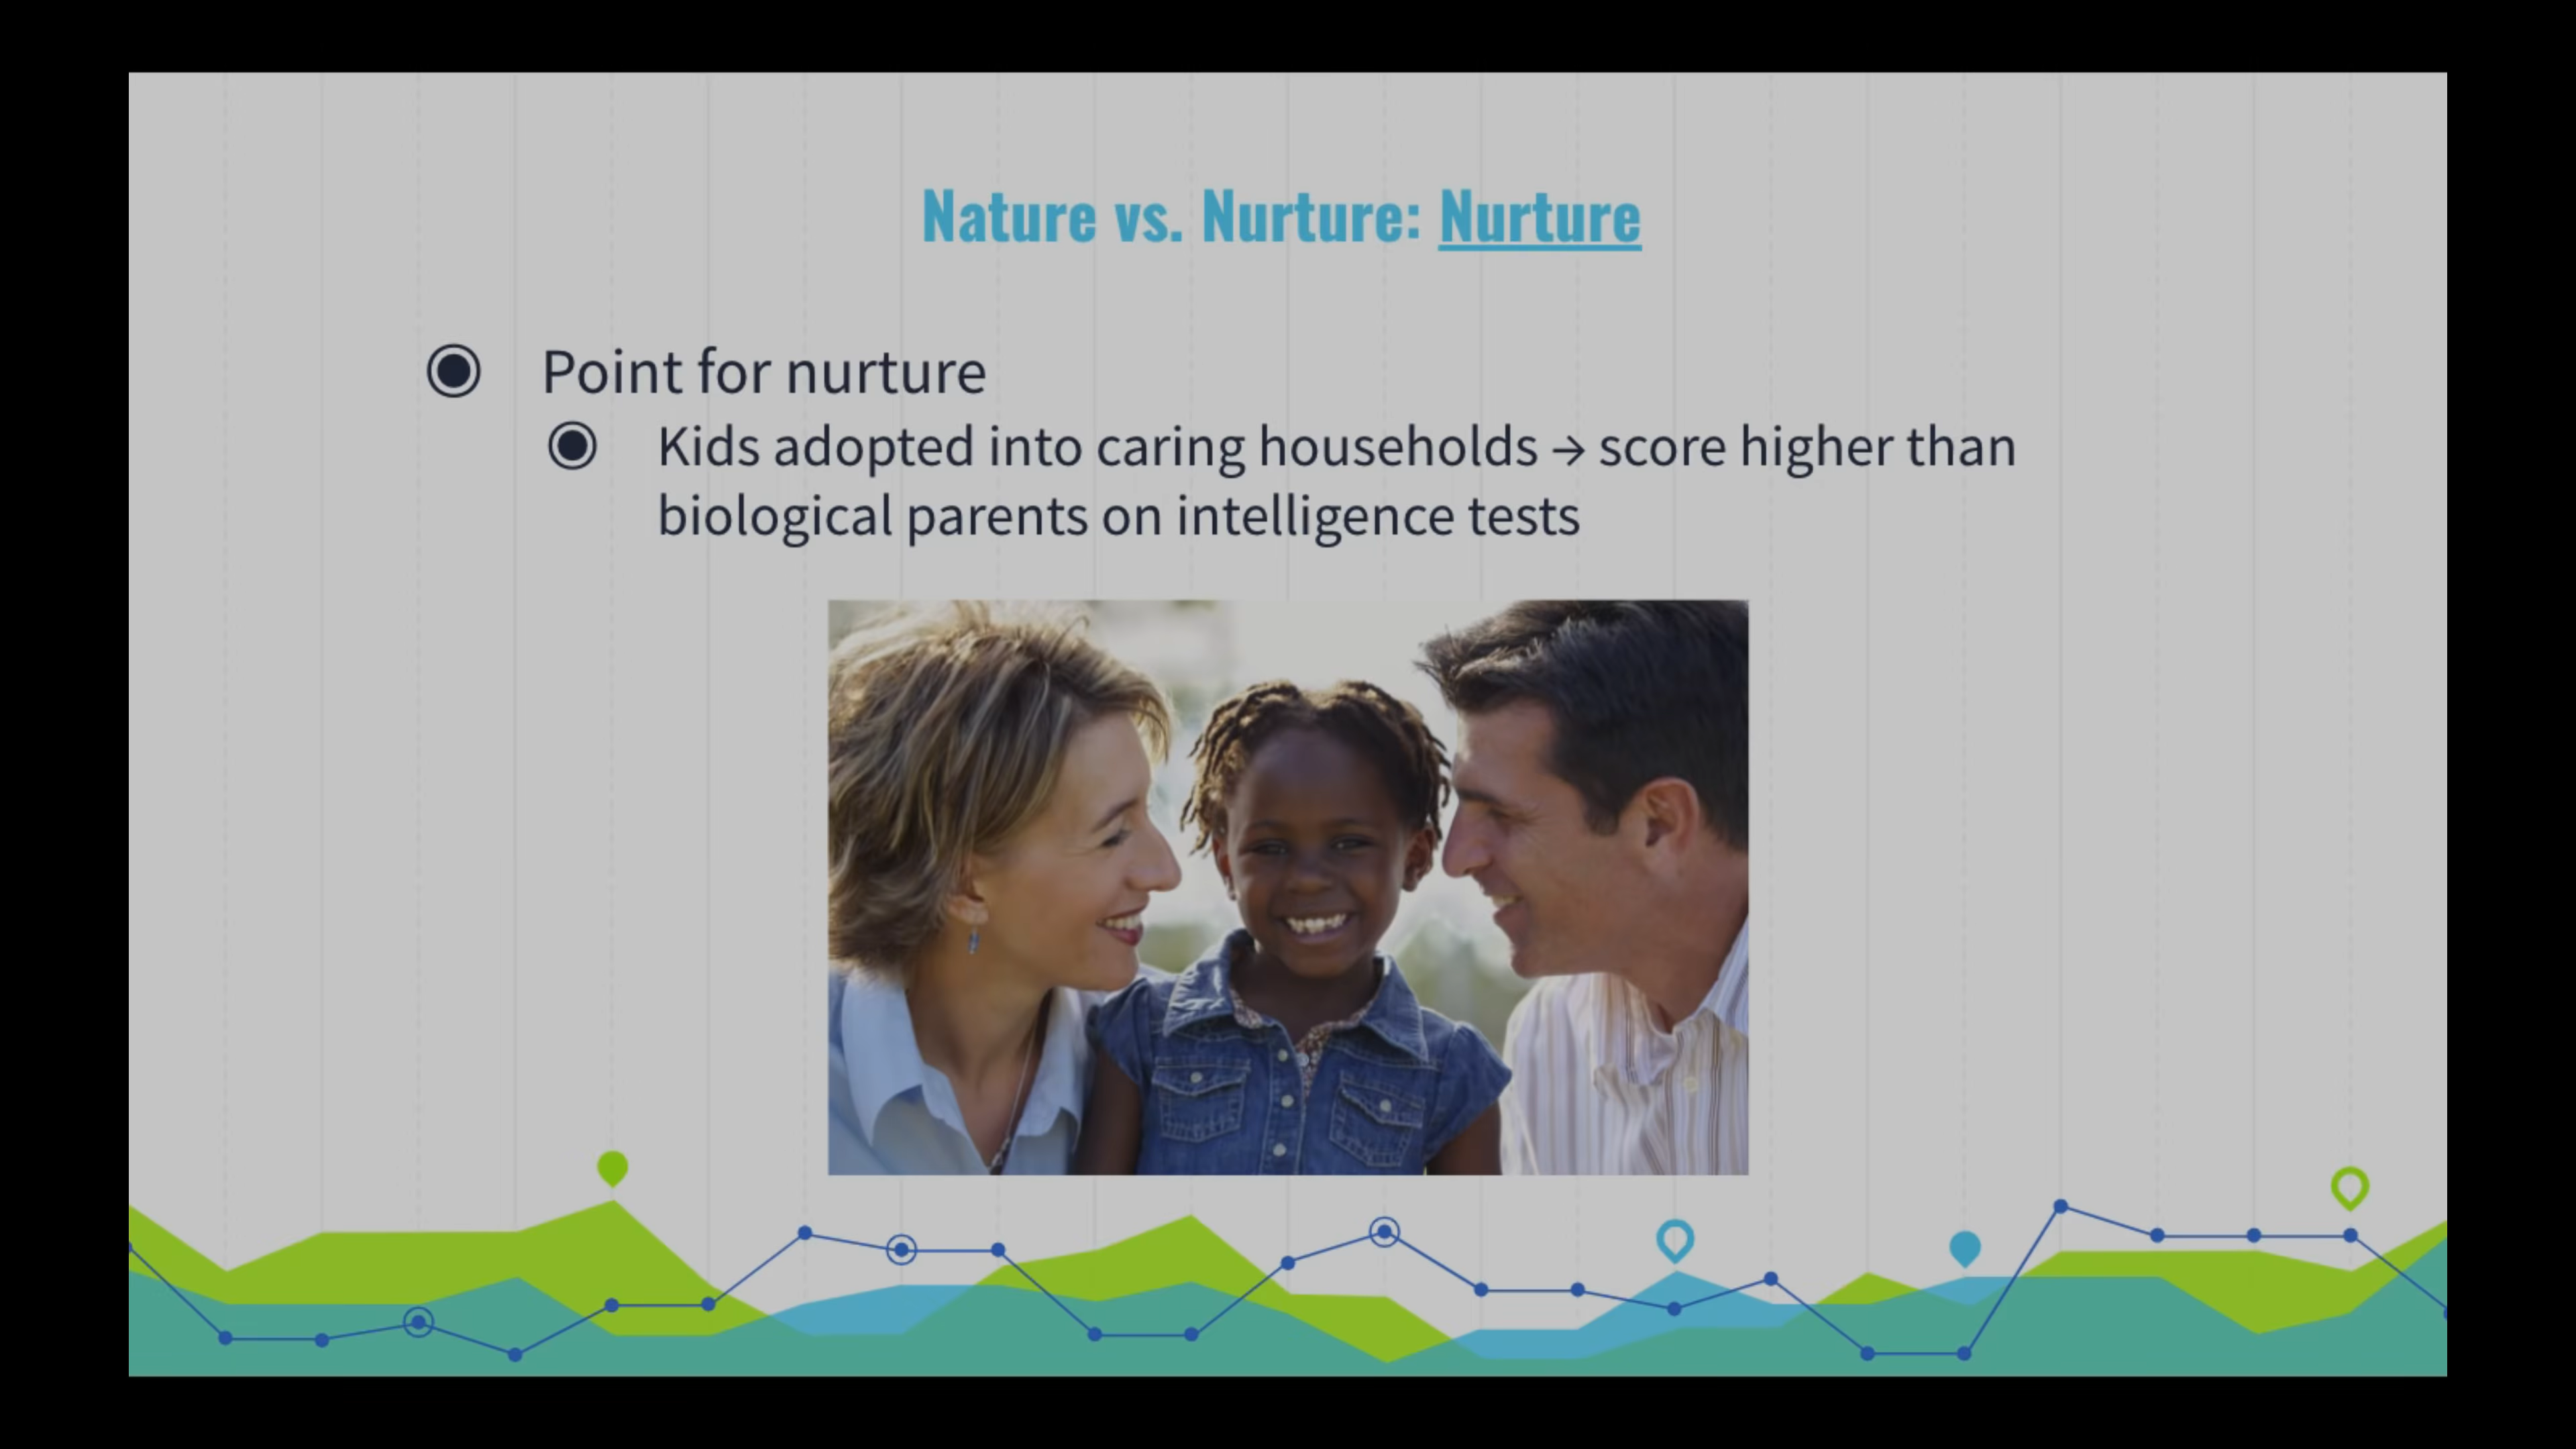 Nature vs. Nurture: Nurture
Point for nurture
Kids adopted into caring households → score higher than
biological parents on intelligence tests